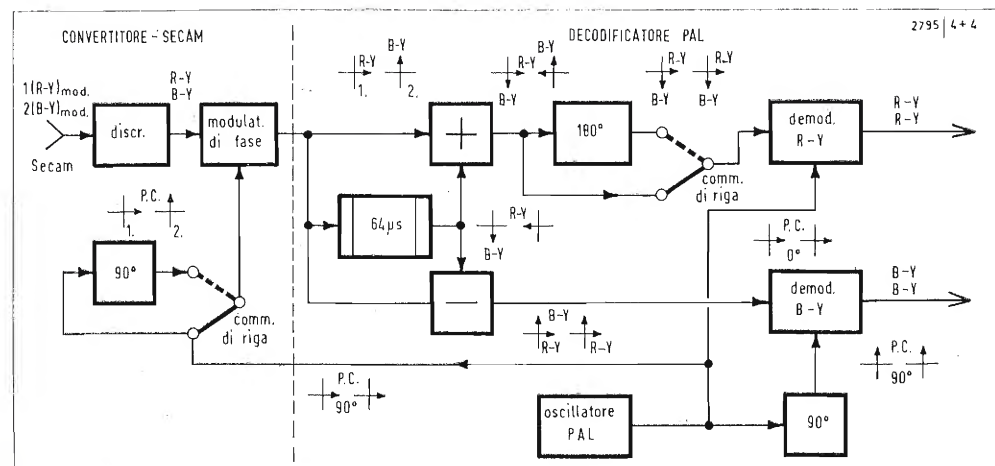 CONVERTITORE - SECAM
DECODIFICATORE PAL
2795 | 4+4
1(R-Y)mod.
2(B-Y)mod.
Secam
discr.
R-Y
B-Y
modulat.
di fase
P.C.
1. 2.
90°
comm.
di riga
R-Y
B-Y
1. 2.
+
64µs
R-Y
B-Y
−
R-Y
B-Y
B-Y
180°
R-Y R-Y
B-Y B-Y
comm.
di riga
demod.
R-Y
R-Y
R-Y
P.C.
0°
demod.
B-Y
B-Y
B-Y
B-Y
R-Y R-Y
P.C.
90°
P.C.
90°
oscillatore
PAL
90°